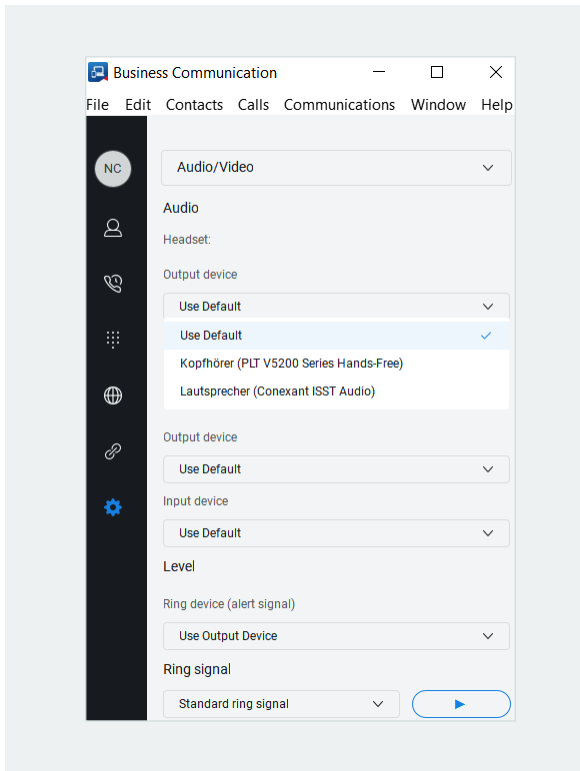 Business Communication
File Edit Contacts Calls Communications Window Help
NC
Audio/Video
Audio
Headset:
Output device
Use Default
Use Default
Kopfhörer (PLT V5200 Series Hands-Free)
Lautsprecher (Conexant ISST Audio)
Output device
Use Default
Input device
Use Default
Level
Ring device (alert signal)
Use Output Device
Ring signal
Standard ring signal